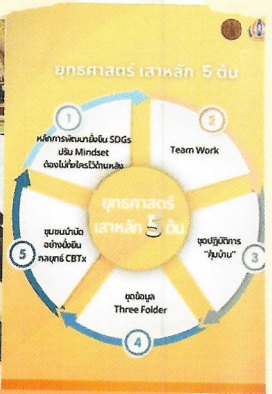 ยุทธศาสตร์ เสาหลัก 5 ต้น
1
หลักการพัฒนายั่งยืน SDGs
ปรับ Mindset
ต้องไม่ทิ้งใครไว้ด้านหลัง
2
Team Work
ยุทธศาสตร์
เสาหลัก 5 ต้น
ชุดปฏิบัติการ
"คุ้มบ้าน"
3
ชุดข้อมูล
Three Folder
4
ชุมชนบำบัด
อย่างยั่งยืน
กลยุทธ์ CBTx
5